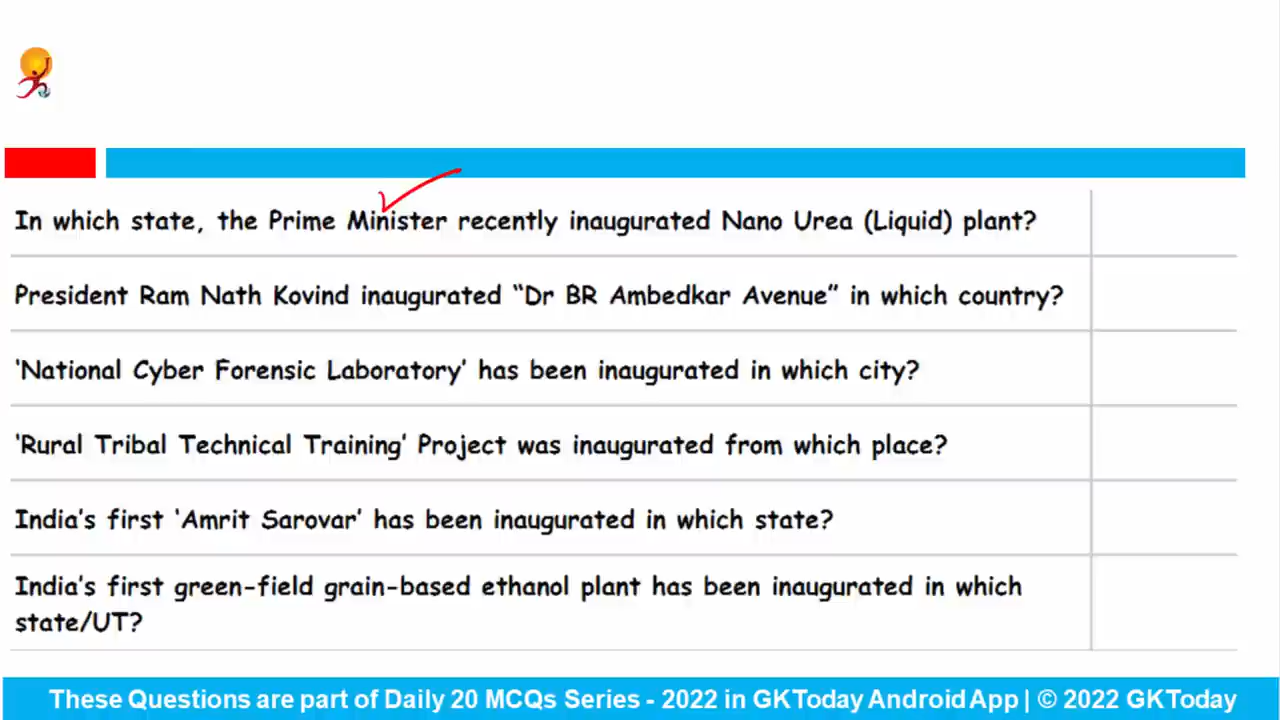 In which state, the Prime Minister recently inaugurated Nano Urea (Liquid) plant?
President Ram Nath Kovind inaugurated “Dr BR Ambedkar Avenue” in which country?
‘National Cyber Forensic Laboratory’ has been inaugurated in which city?
‘Rural Tribal Technical Training’ Project was inaugurated from which place?
India’s first ‘Amrit Sarovar’ has been inaugurated in which state?
India’s first green-field grain-based ethanol plant has been inaugurated in which
state/UT?
These Questions are part of Daily 20 MCQs Series - 2022 in GKToday Android App | © 2022 GKToday